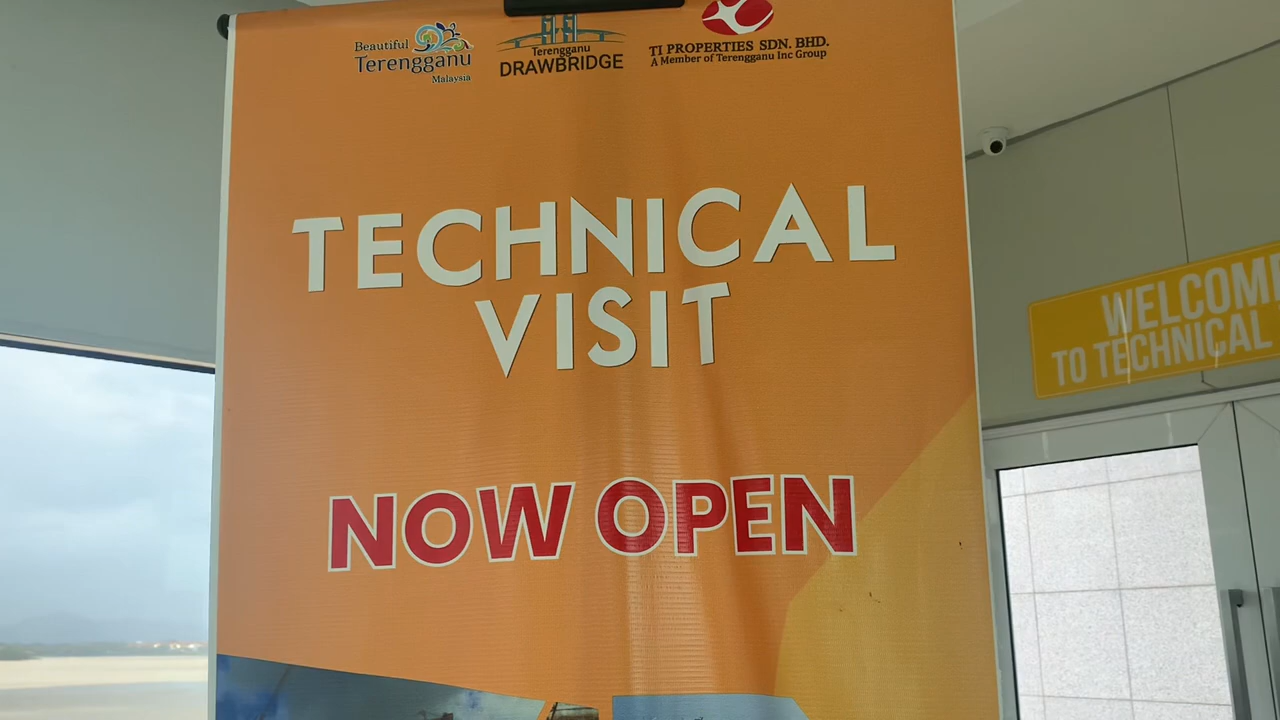 Beautiful
Terengganu
Malaysia
Terengganu
DRAWBRIDGE
TI PROPERTIES SDN. BHD.
A Member of Terengganu Inc Group
TECHNICAL
VISIT
NOW OPEN
WELCOME
TO TECHNICAL